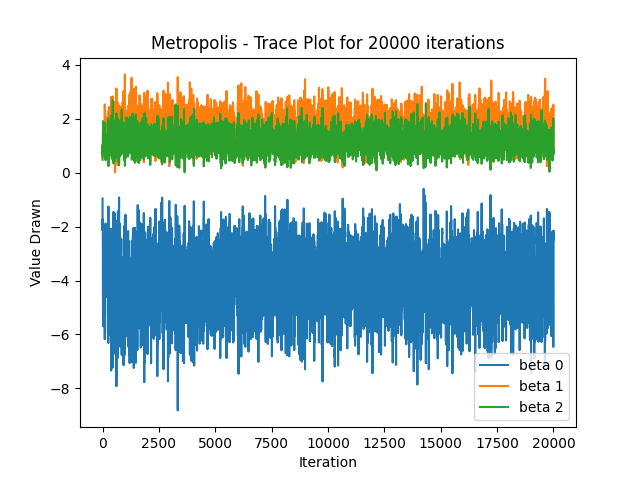 Metropolis - Trace Plot for 20000 iterations
4
2
0
−2
−4
−6
−8
Value Drawn
beta 0
beta 1
beta 2
0 2500 5000 7500 10000 12500 15000 17500 20000
Iteration